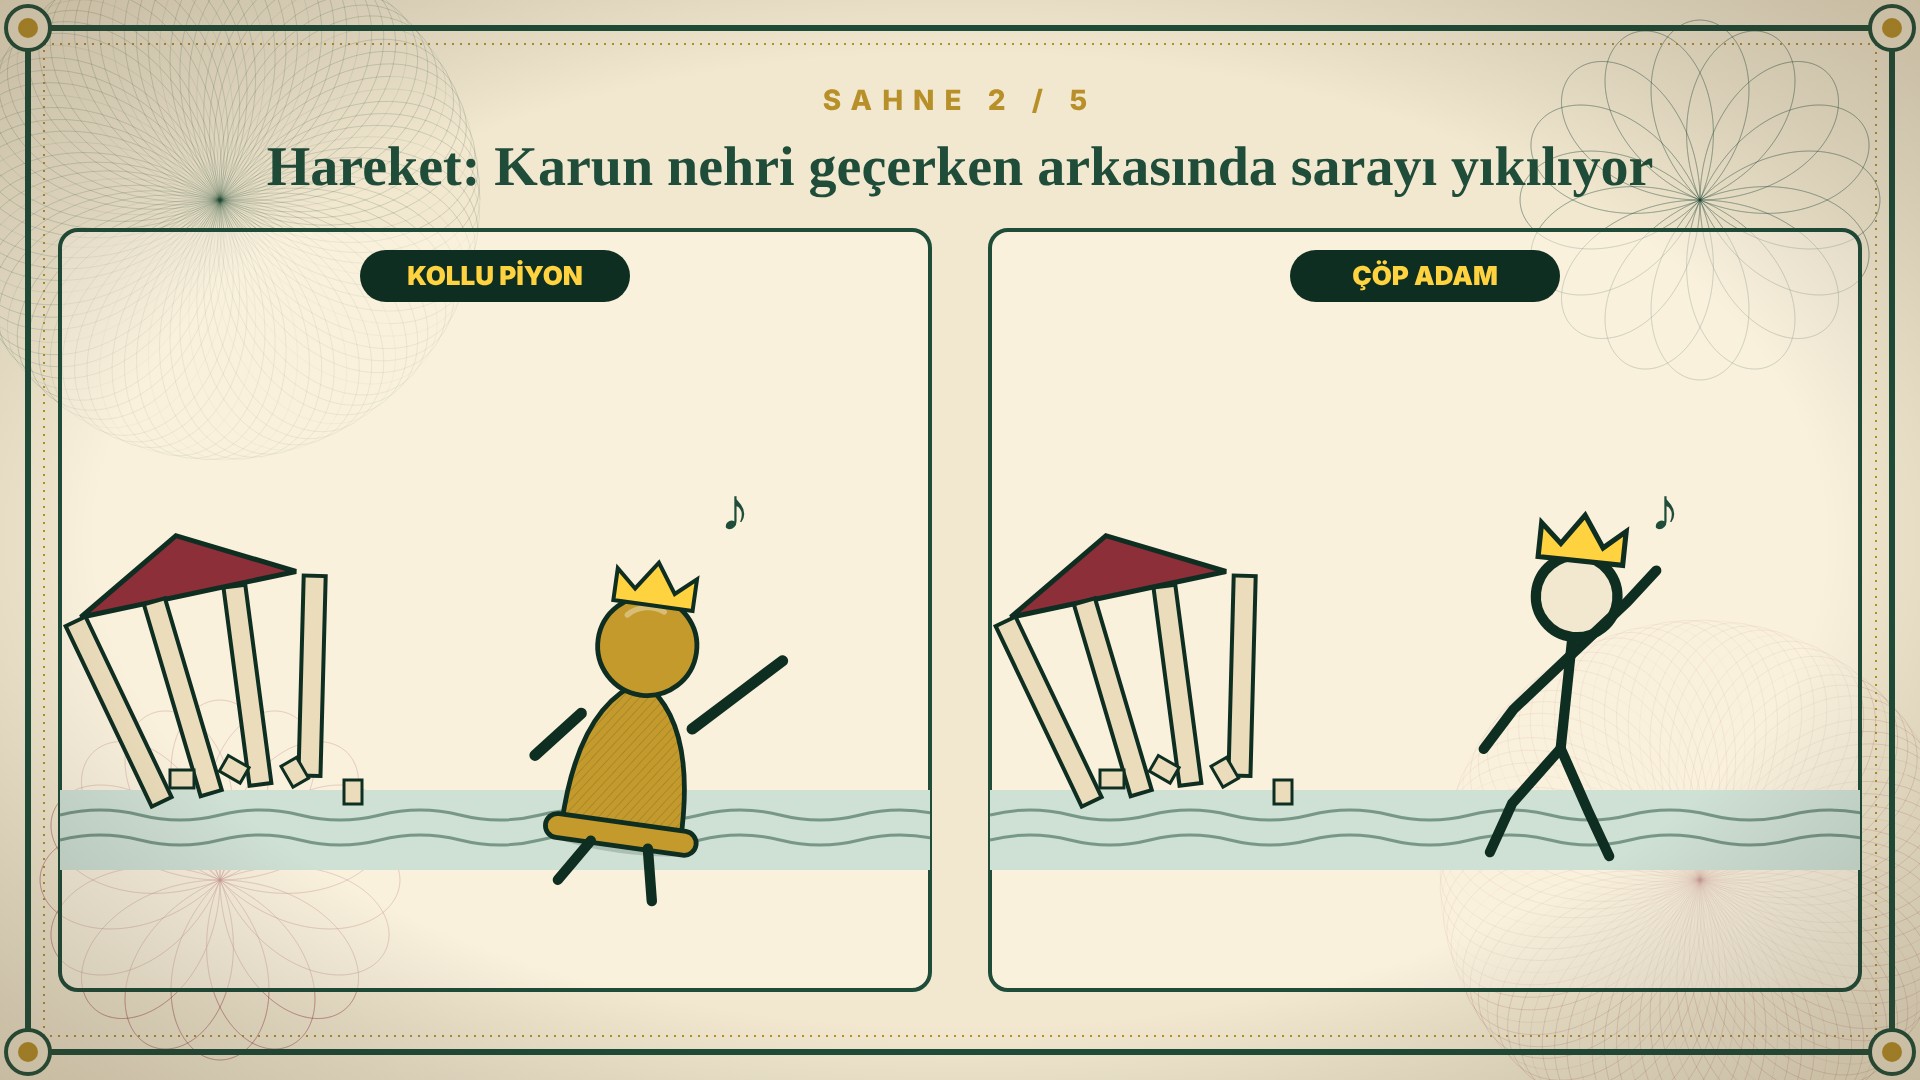 SAHNE 2 / 5
Hareket: Karun nehri geçerken arkasında sarayı yıkılıyor
KOLLU PİYON
ÇÖP ADAM
♪
♪